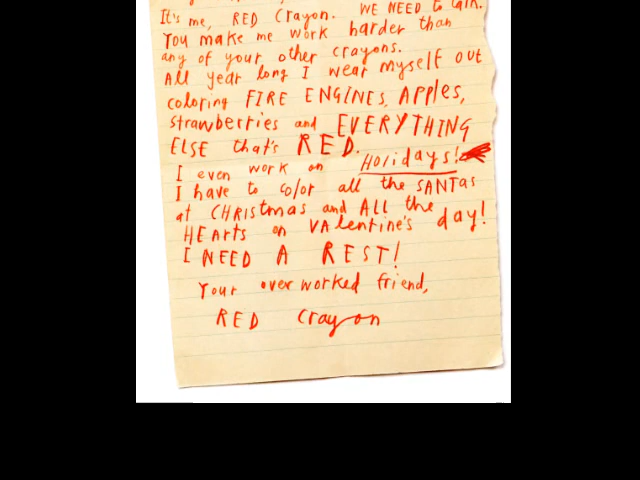 It's me, RED Crayon. WE NEED to talk.
You make me work harder than
any of your other crayons.
All year long I wear myself out
coloring FIRE ENGINES, Apples,
strawberries and EVERYTHING
ELSE that's RED.
I even work on Holidays!
I have to color all the SANTas
at CHRIStmas and ALL the
HEArts on VAlentine's day!
I NEED A REST!
Your overworked friend,
RED Crayon